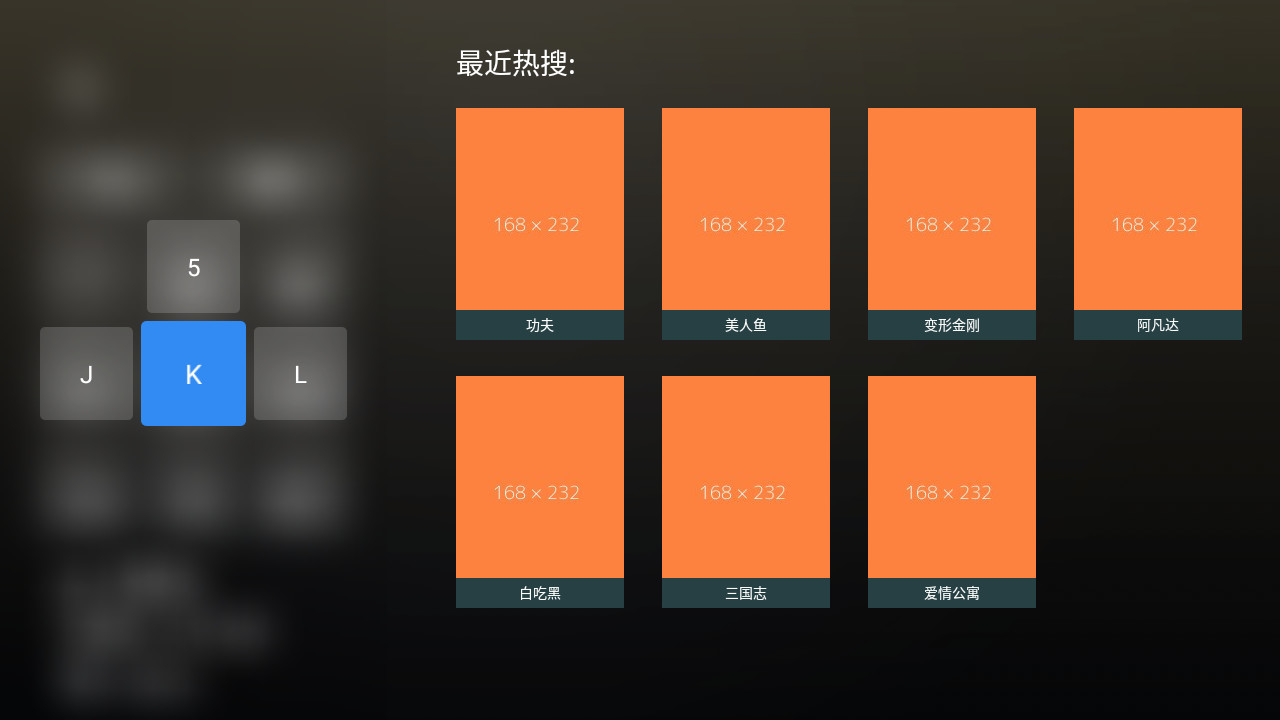 最近热搜:
5
J K L
168 × 232 168 × 232 168 × 232 168 × 232
功夫 美人鱼 变形金刚 阿凡达
168 × 232 168 × 232 168 × 232
白吃黑 三国志 爱情公寓